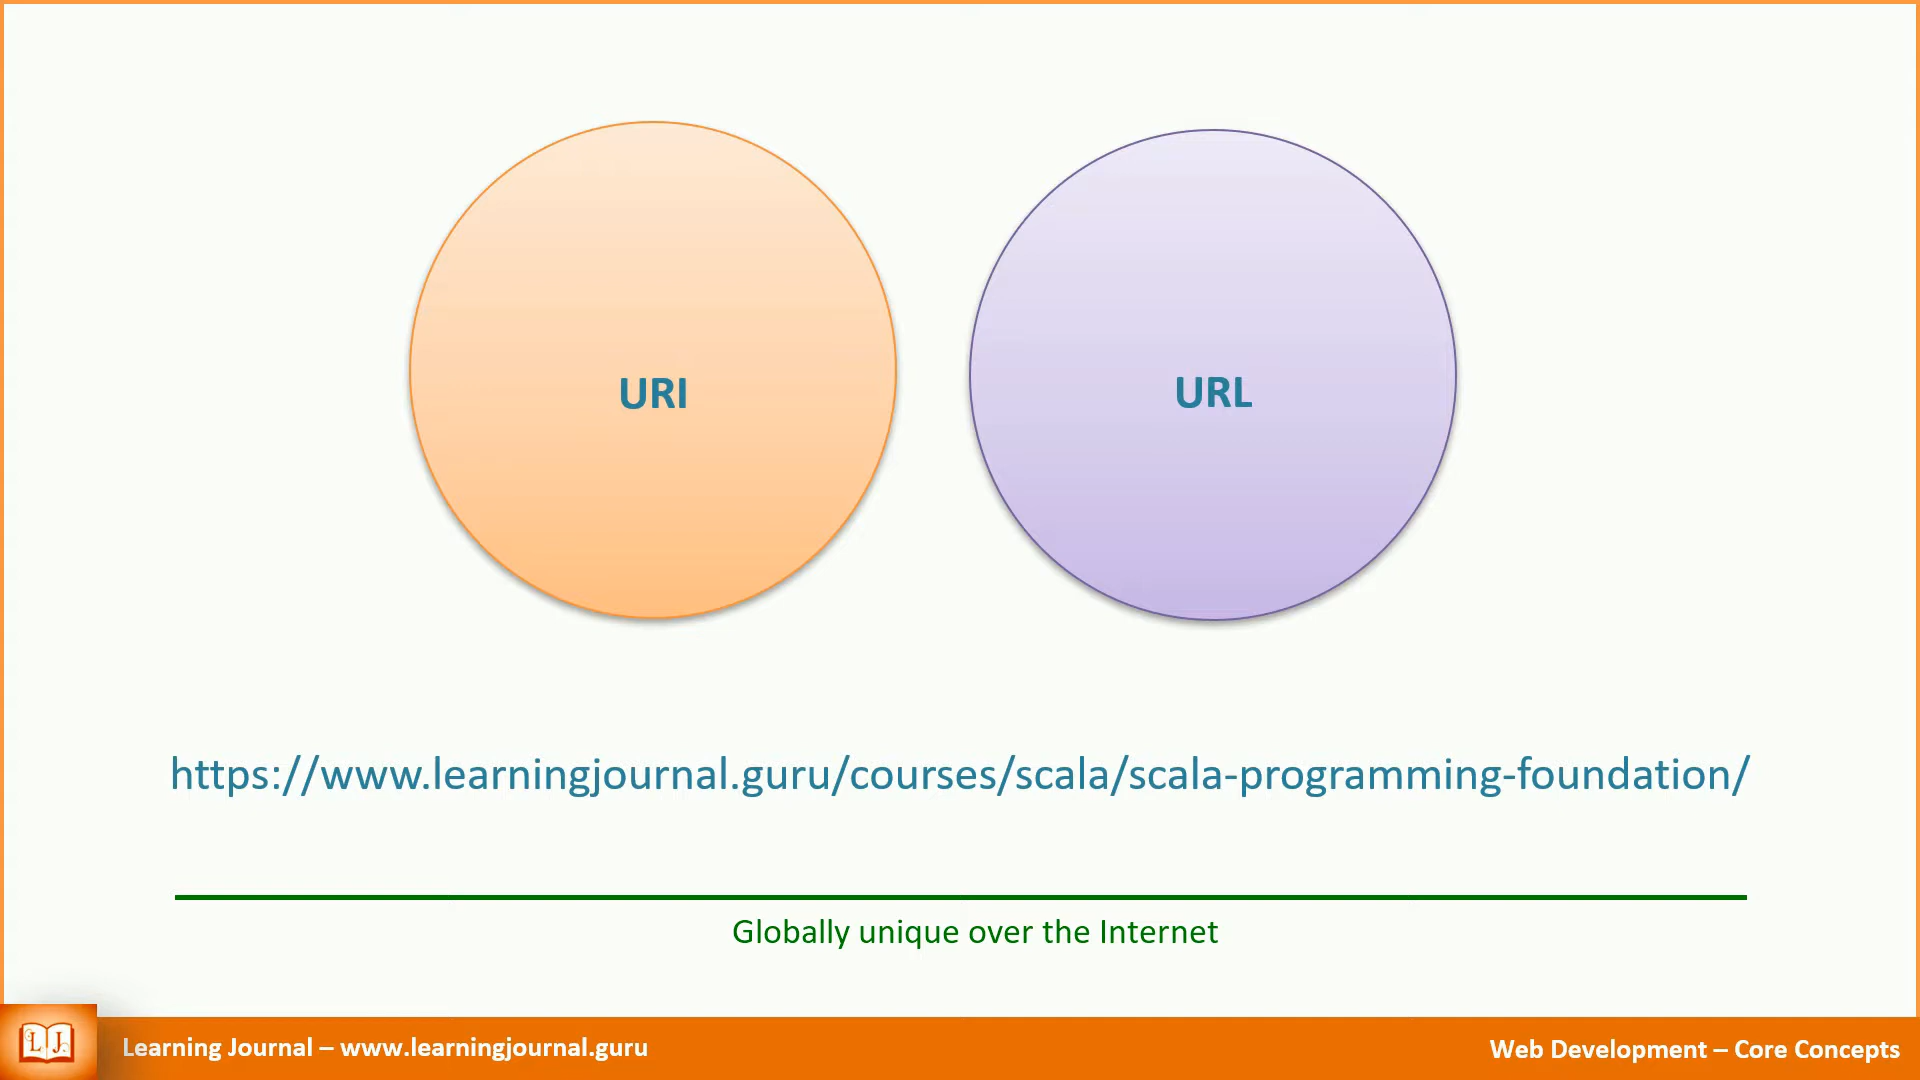 URI
URL
https://www.learningjournal.guru/courses/scala/scala-programming-foundation/
Globally unique over the Internet
L J
Learning Journal – www.learningjournal.guru
Web Development – Core Concepts